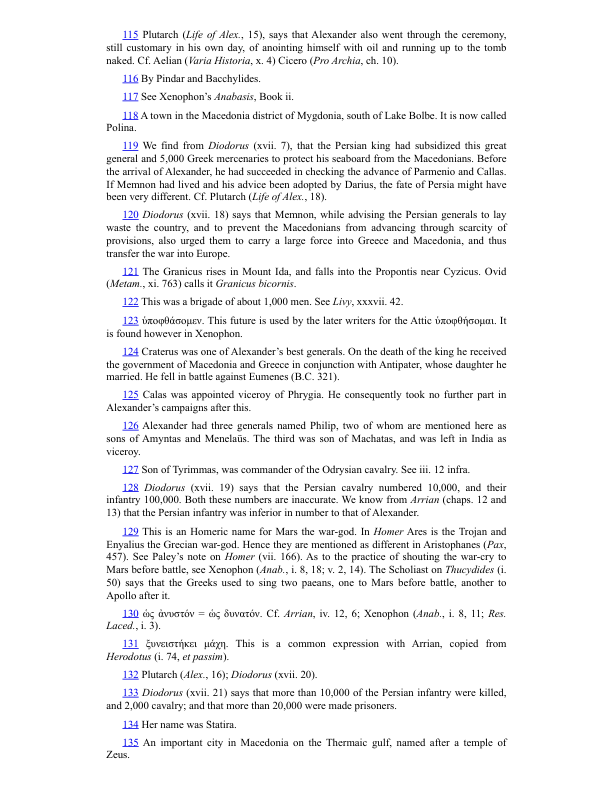 115 Plutarch (Life of Alex., 15), says that Alexander also went through the ceremony,
still customary in his own day, of anointing himself with oil and running up to the tomb
naked. Cf. Aelian (Varia Historia, x. 4) Cicero (Pro Archia, ch. 10).
116 By Pindar and Bacchylides.
117 See Xenophon’s Anabasis, Book ii.
118 A town in the Macedonia district of Mygdonia, south of Lake Bolbe. It is now called
Polina.
119 We find from Diodorus (xvii. 7), that the Persian king had subsidized this great
general and 5,000 Greek mercenaries to protect his seaboard from the Macedonians. Before
the arrival of Alexander, he had succeeded in checking the advance of Parmenio and Callas.
If Memnon had lived and his advice been adopted by Darius, the fate of Persia might have
been very different. Cf. Plutarch (Life of Alex., 18).
120 Diodorus (xvii. 18) says that Memnon, while advising the Persian generals to lay
waste the country, and to prevent the Macedonians from advancing through scarcity of
provisions, also urged them to carry a large force into Greece and Macedonia, and thus
transfer the war into Europe.
121 The Granicus rises in Mount Ida, and falls into the Propontis near Cyzicus. Ovid
(Metam., xi. 763) calls it Granicus bicornis.
122 This was a brigade of about 1,000 men. See Livy, xxxvii. 42.
123 ὑποφθάσομεν. This future is used by the later writers for the Attic ὑποφθήσομαι. It
is found however in Xenophon.
124 Craterus was one of Alexander’s best generals. On the death of the king he received
the government of Macedonia and Greece in conjunction with Antipater, whose daughter he
married. He fell in battle against Eumenes (B.C. 321).
125 Calas was appointed viceroy of Phrygia. He consequently took no further part in
Alexander’s campaigns after this.
126 Alexander had three generals named Philip, two of whom are mentioned here as
sons of Amyntas and Menelaüs. The third was son of Machatas, and was left in India as
viceroy.
127 Son of Tyrimmas, was commander of the Odrysian cavalry. See iii. 12 infra.
128 Diodorus (xvii. 19) says that the Persian cavalry numbered 10,000, and their
infantry 100,000. Both these numbers are inaccurate. We know from Arrian (chaps. 12 and
13) that the Persian infantry was inferior in number to that of Alexander.
129 This is an Homeric name for Mars the war-god. In Homer Ares is the Trojan and
Enyalius the Grecian war-god. Hence they are mentioned as different in Aristophanes (Pax,
457). See Paley’s note on Homer (vii. 166). As to the practice of shouting the war-cry to
Mars before battle, see Xenophon (Anab., i. 8, 18; v. 2, 14). The Scholiast on Thucydides (i.
50) says that the Greeks used to sing two paeans, one to Mars before battle, another to
Apollo after it.
130 ὡς ἀνυστόν = ὡς δυνατόν. Cf. Arrian, iv. 12, 6; Xenophon (Anab., i. 8, 11; Res.
Laced., i. 3).
131 ξυνειστήκει μάχη. This is a common expression with Arrian, copied from
Herodotus (i. 74, et passim).
132 Plutarch (Alex., 16); Diodorus (xvii. 20).
133 Diodorus (xvii. 21) says that more than 10,000 of the Persian infantry were killed,
and 2,000 cavalry; and that more than 20,000 were made prisoners.
134 Her name was Statira.
135 An important city in Macedonia on the Thermaic gulf, named after a temple of
Zeus.